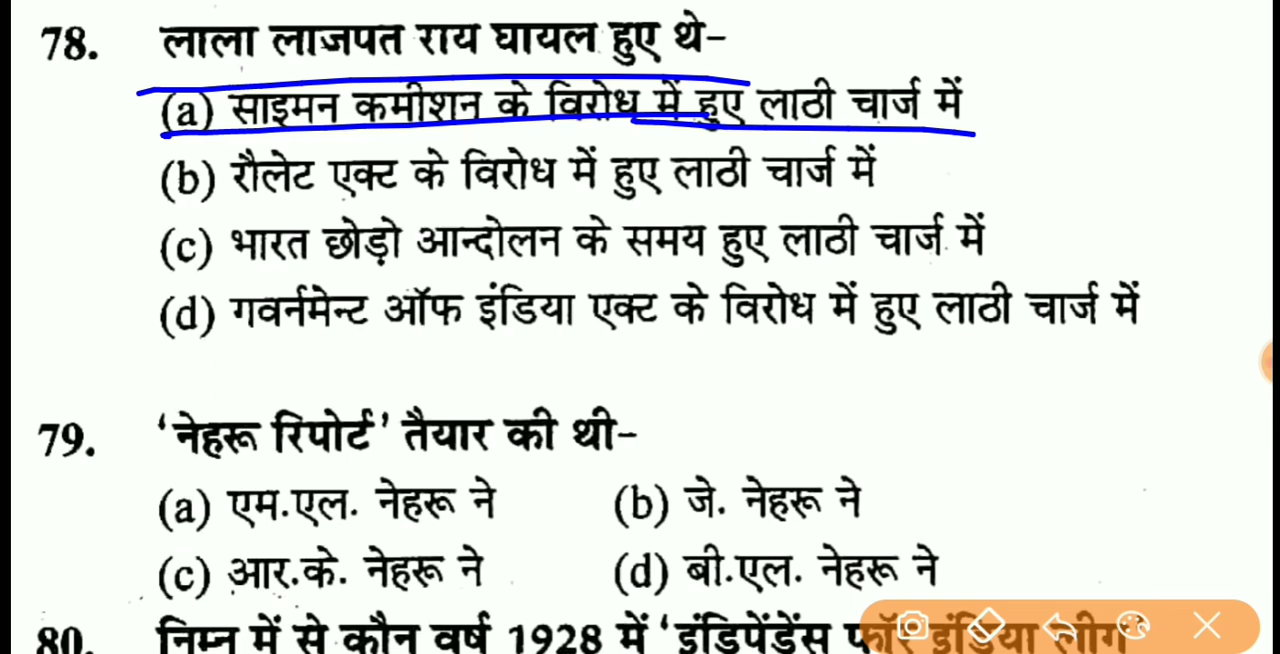 78. लाला लाजपत राय घायल हुए थे-
(a) साइमन कमीशन के विरोध में हुए लाठी चार्ज में
(b) रौलेट एक्ट के विरोध में हुए लाठी चार्ज में
(c) भारत छोड़ो आन्दोलन के समय हुए लाठी चार्ज में
(d) गवर्नमेन्ट ऑफ इंडिया एक्ट के विरोध में हुए लाठी चार्ज में
79. 'नेहरू रिपोर्ट' तैयार की थी-
(a) एम.एल. नेहरू ने (b) जे. नेहरू ने
(c) आर.के. नेहरू ने (d) बी.एल. नेहरू ने
80. निम्न में से कौन वर्ष 1928 में 'इंडिपेंडेंस फॉर इंडिया लीग'